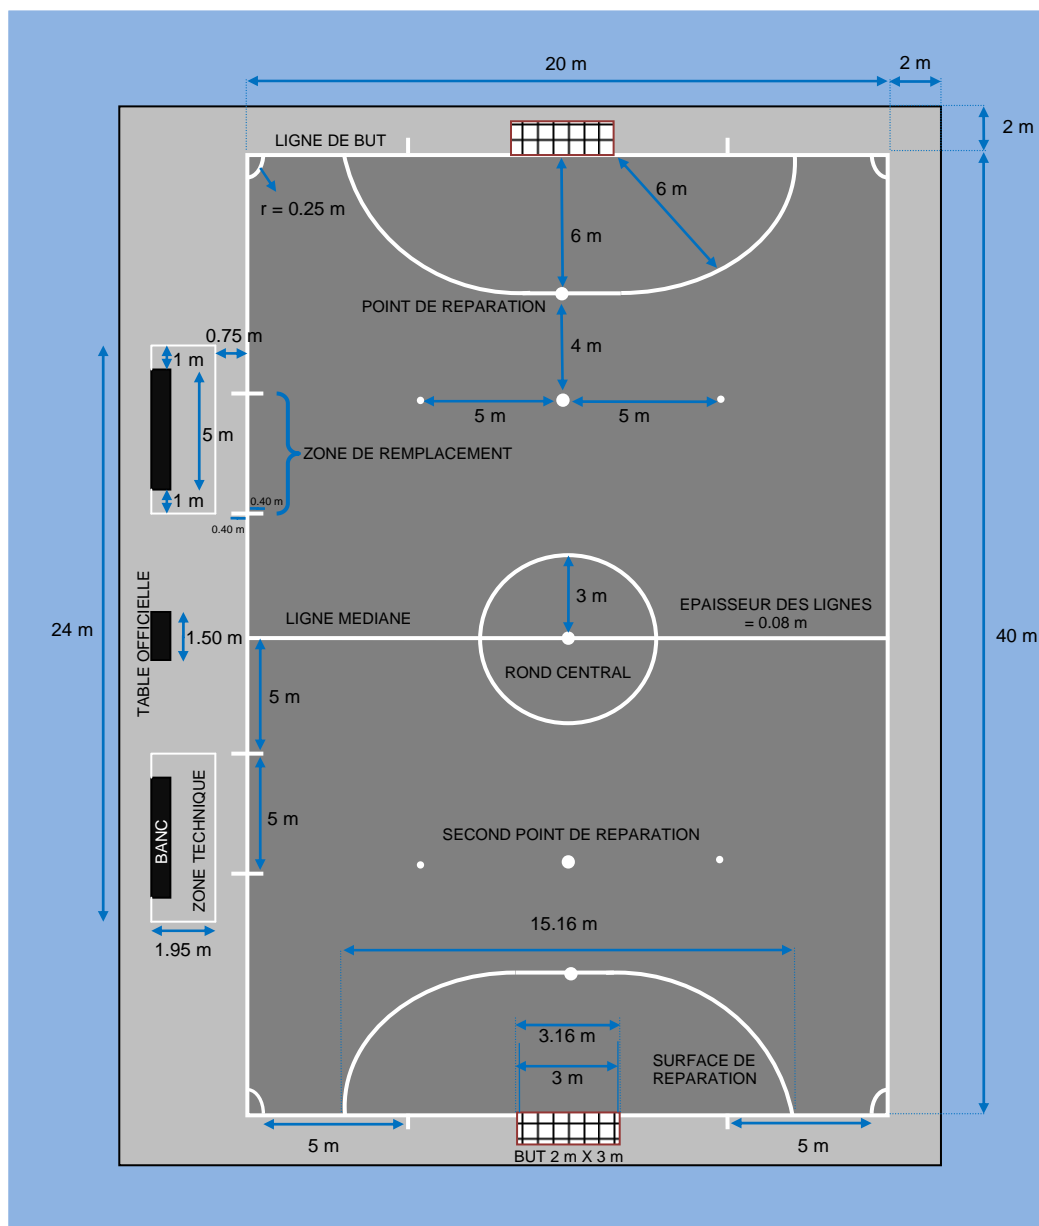 20 m
2 m
2 m
LIGNE DE BUT
r = 0.25 m
6 m
6 m
POINT DE REPARATION
0.75 m
4 m
1 m
5 m
5 m
5 m
ZONE DE REMPLACEMENT
1 m
0.40 m
0.40 m
TABLE OFFICIELLE
3 m
EPAISSEUR DES LIGNES
= 0.08 m
LIGNE MEDIANE
24 m
1.50 m
40 m
ROND CENTRAL
5 m
5 m
BANC
ZONE TECHNIQUE
SECOND POINT DE REPARATION
15.16 m
1.95 m
3.16 m
3 m
SURFACE DE
REPARATION
5 m
5 m
BUT 2 m X 3 m